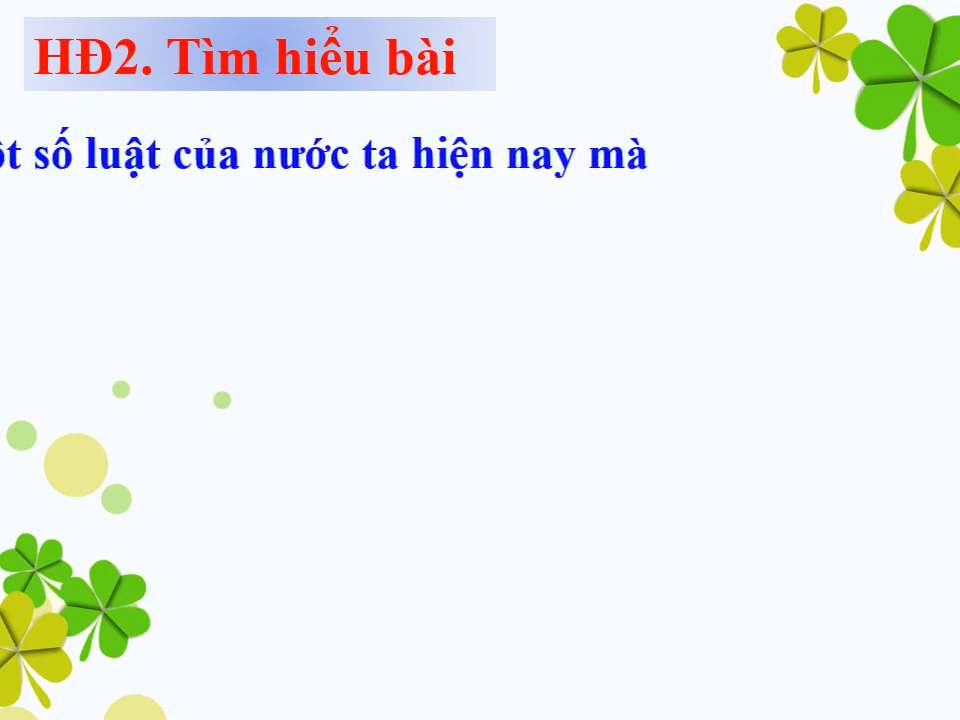 HĐ2. Tìm hiểu bài
số luật của nước ta hiện nay mà